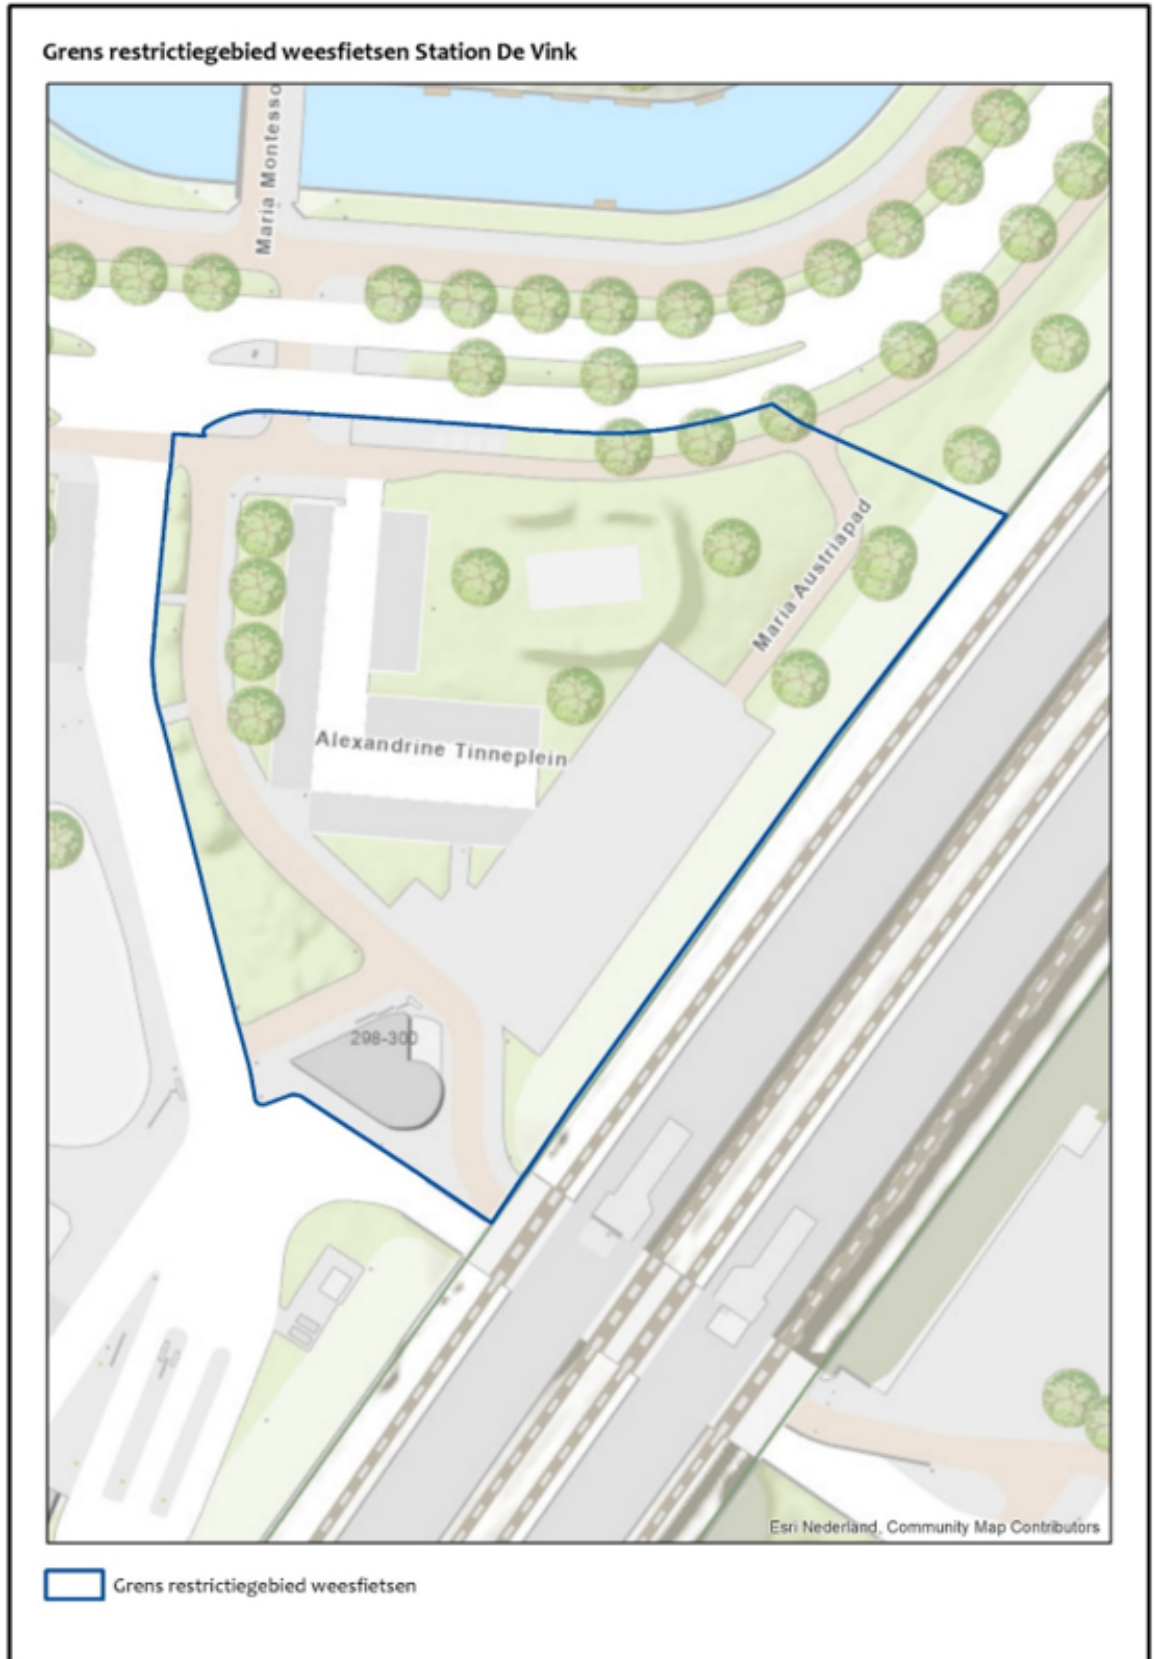 Grens restrictiegebied weesfietsen Station De Vink
Maria Montesso
Maria Austriapad
Alexandrine Tinneplein
298-300
Esri Nederland, Community Map Contributors
Grens restrictiegebied weesfietsen